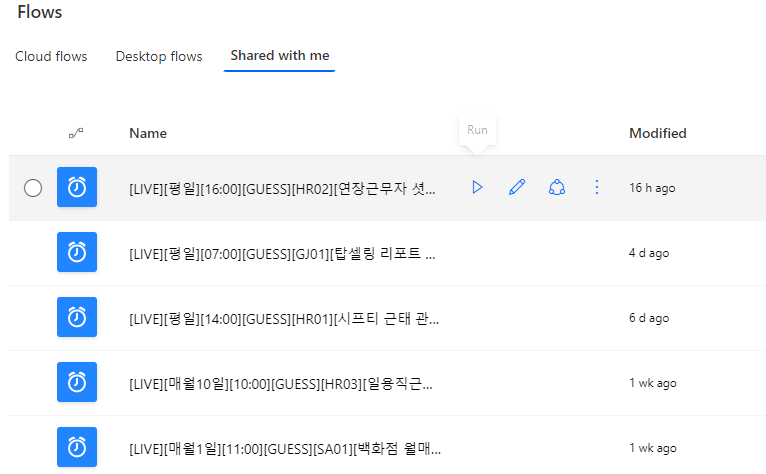 Flows
Cloud flows Desktop flows Shared with me
Run
Name Modified
[LIVE][평일][16:00][GUESS][HR02][연장근무자 셧... 16 h ago
[LIVE][평일][07:00][GUESS][GJ01][탑셀링 리포트 ... 4 d ago
[LIVE][평일][14:00][GUESS][HR01][시프티 근태 관... 6 d ago
[LIVE][매월10일][10:00][GUESS][HR03][일용직근... 1 wk ago
[LIVE][매월1일][11:00][GUESS][SA01][백화점 월매... 1 wk ago